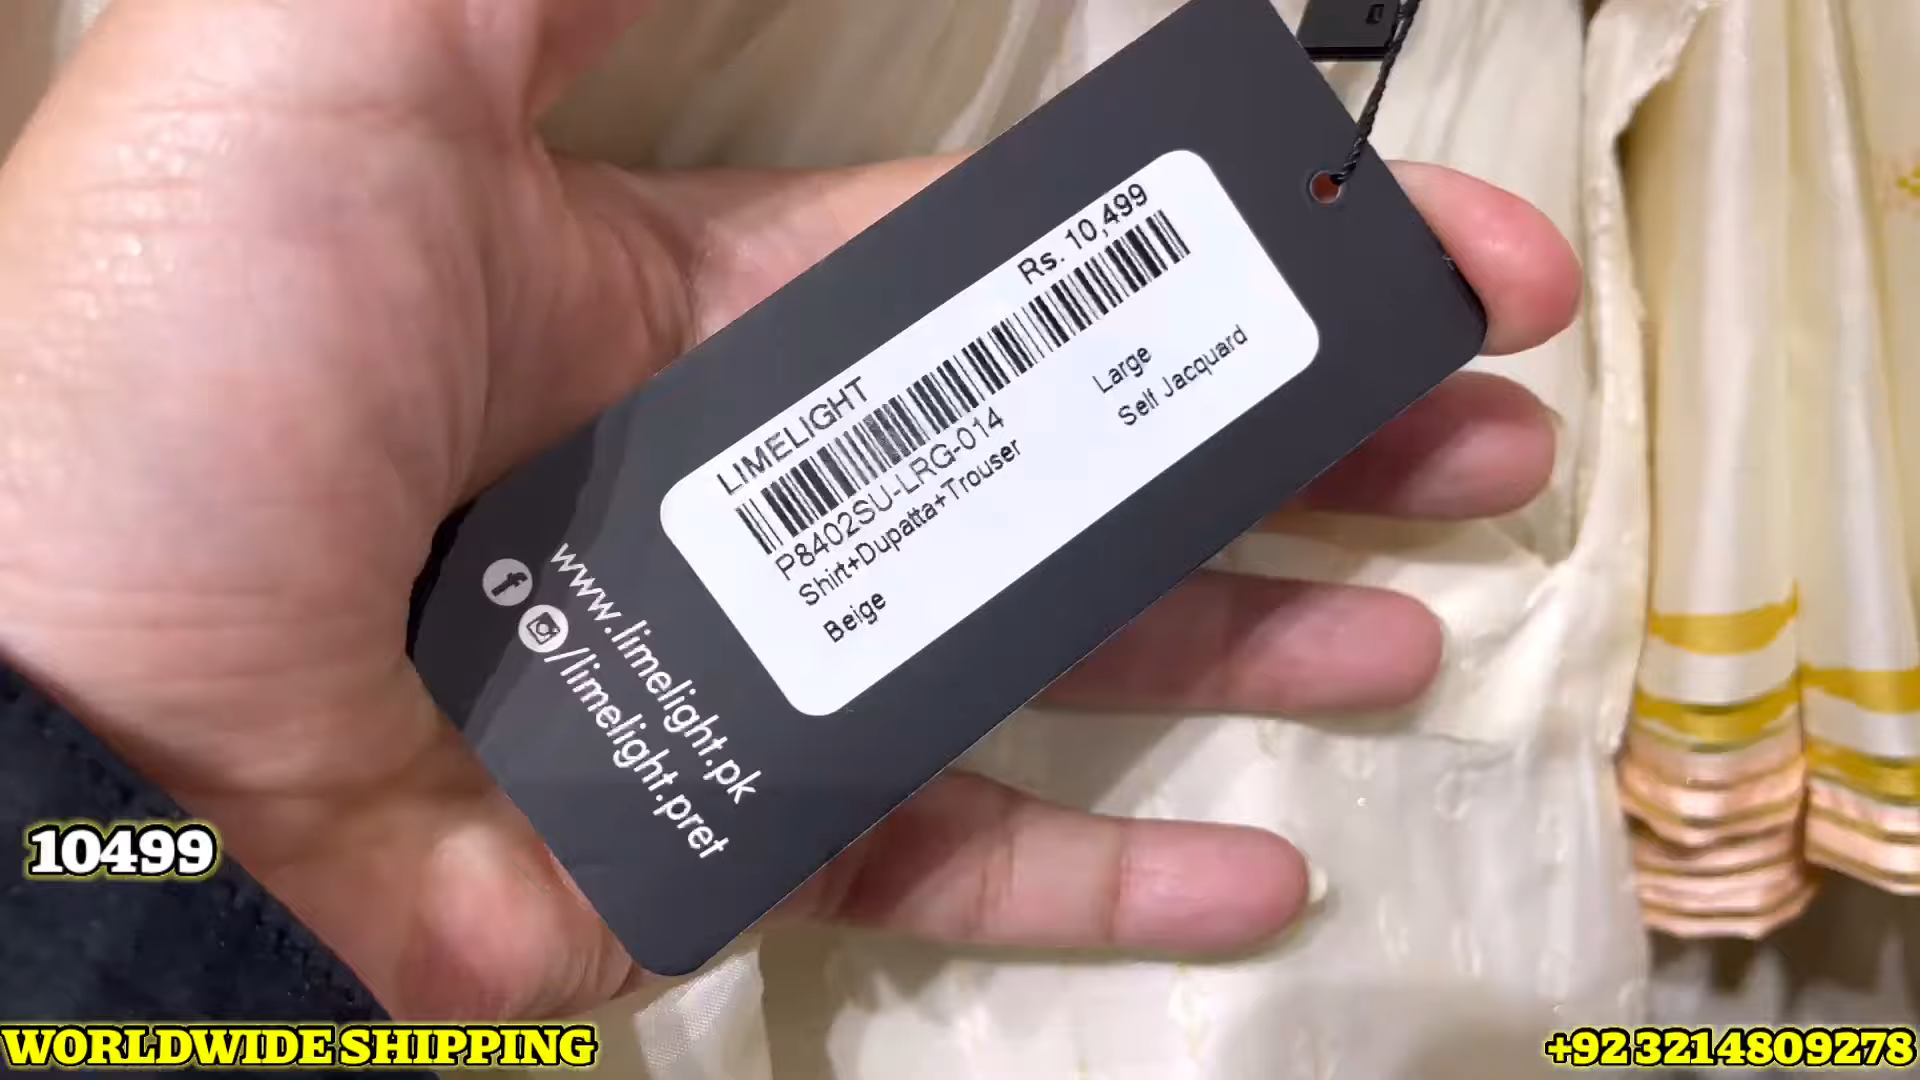 LIMELIGHT
Rs. 10,499
P8402SU-LRG-014
Large
Shirt+Dupatta+Trouser
Self Jacquard
Beige
www.limelight.pk
/limelight.pret
10499
WORLDWIDE SHIPPING
+92 3214809278